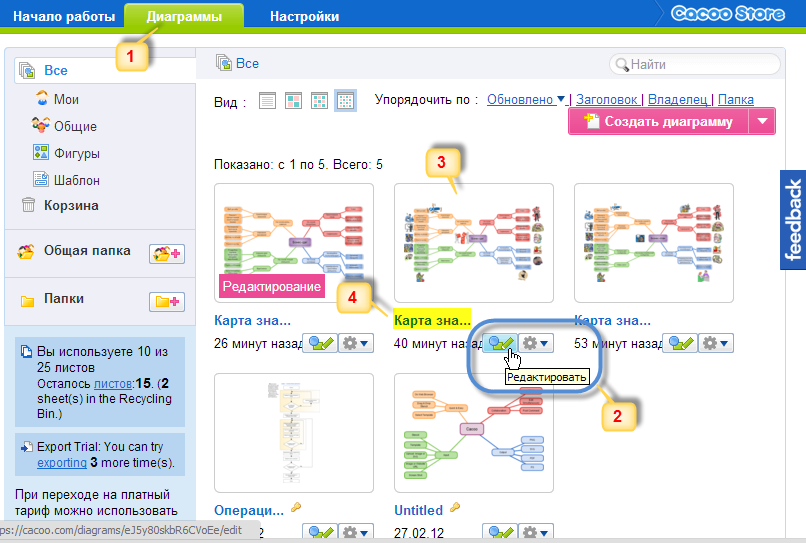 Начало работы Диаграммы Настройки Cacoo Store
1
Все
Все
Найти
Мои
Общие
Фигуры
Шаблон
Корзина
Общая папка
Папки
Вид :
Упорядочить по : Обновлено | Заголовок | Владелец | Папка
Создать диаграмму
Показано: с 1 по 5. Всего: 5
3
feedback
Редактирование
4
Карта зна... Карта зна... Карта зна...
26 минут назад 40 минут назад 53 минут назад
Редактировать
2
Вы используете 10 из
25 листов
Осталось листов:15. (2
sheet(s) in the Recycling
Bin.)
Export Trial: You can try
exporting 3 more time(s).
При переходе на платный
тариф можно использовать
Cacoo
Операци... Untitled
27.02.12
ps://cacoo.com/diagrams/eJ5y80skbR6CVoEe/edit